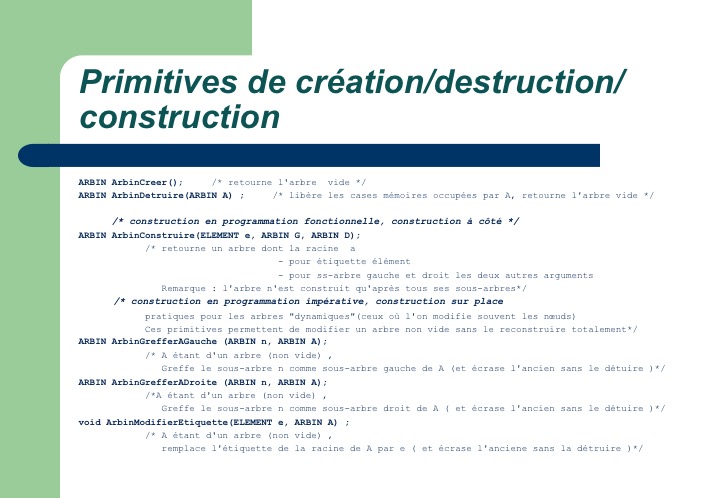 Primitives de création/destruction/
construction
ARBIN ArbinCreer(); /* retourne l'arbre vide */
ARBIN ArbinDetruire(ARBIN A) ; /* libère les cases mémoires occupées par A, retourne l'arbre vide */
/* construction en programmation fonctionnelle, construction à côté */
ARBIN ArbinConstruire(ELEMENT e, ARBIN G, ARBIN D);
/* retourne un arbre dont la racine a
- pour étiquette élément
- pour ss-arbre gauche et droit les deux autres arguments
Remarque : l'arbre n'est construit qu'après tous ses sous-arbres*/
/* construction en programmation impérative, construction sur place
pratiques pour les arbres "dynamiques"(ceux où l'on modifie souvent les nœuds)
Ces primitives permettent de modifier un arbre non vide sans le reconstruire totalement*/
ARBIN ArbinGrefferAGauche (ARBIN n, ARBIN A);
/* A étant d'un arbre (non vide) ,
Greffe le sous-arbre n comme sous-arbre gauche de A (et écrase l'ancien sans le détuire )*/
ARBIN ArbinGrefferADroite (ARBIN n, ARBIN A);
/*A étant d'un arbre (non vide) ,
Greffe le sous-arbre n comme sous-arbre droit de A ( et écrase l'ancien sans le détuire )*/
void ArbinModifierEtiquette(ELEMENT e, ARBIN A) ;
/* A étant d'un arbre (non vide) ,
remplace l'étiquette de la racine de A par e ( et écrase l'anciene sans la détruire )*/